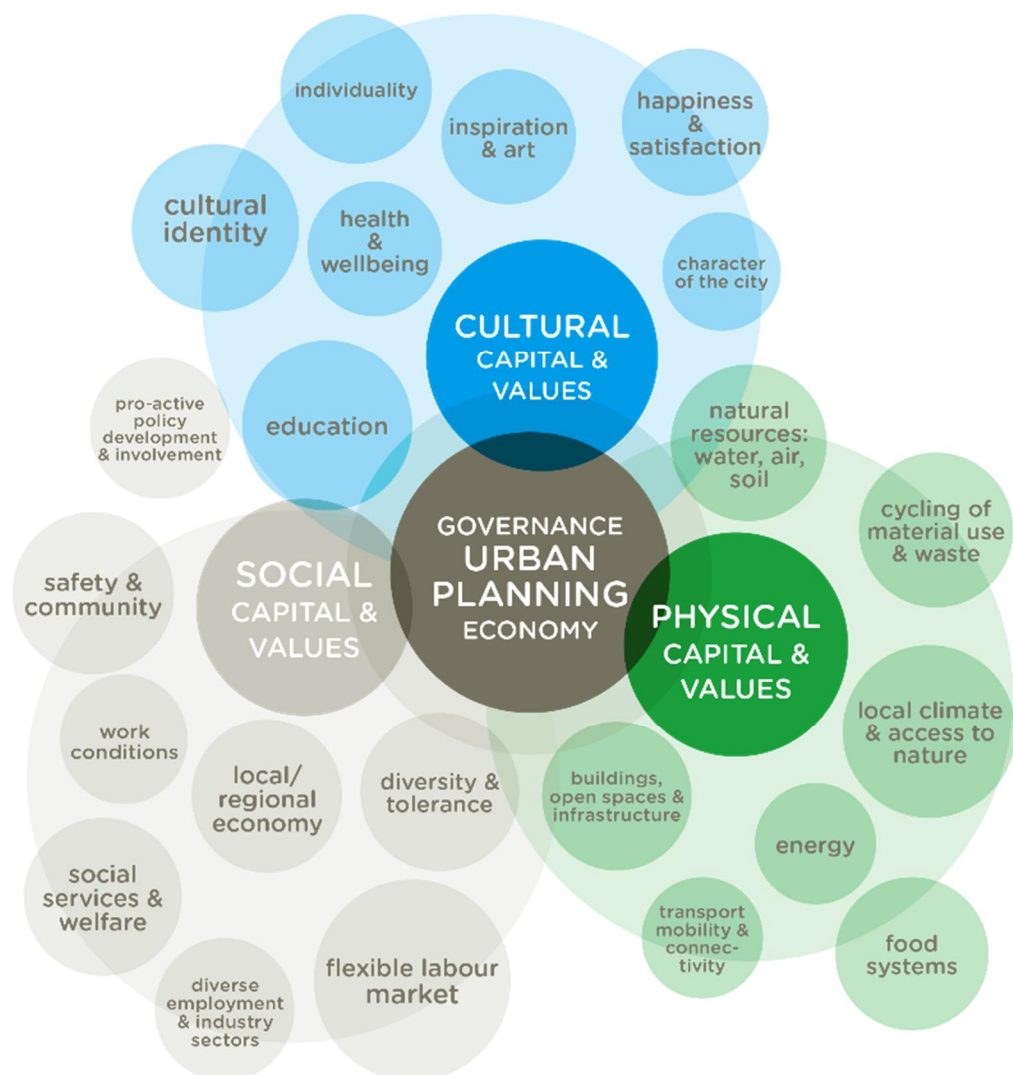 individuality
inspiration
& art
happiness
&
satisfaction
cultural
identity
health
&
wellbeing
character
of the city
CULTURAL
CAPITAL &
VALUES
pro-active
policy
development
& involvement
education
natural
resources:
water, air,
soil
cycling of
material use
& waste
GOVERNANCE
URBAN
PLANNING
ECONOMY
safety &
community
SOCIAL
CAPITAL &
VALUES
PHYSICAL
CAPITAL &
VALUES
work
conditions
local/
regional
economy
diversity &
tolerance
buildings,
open spaces &
infrastructure
local climate
& access to
nature
energy
social
services &
welfare
transport
mobility &
connec-
tivity
food
systems
flexible labour
market
diverse
employment
& industry
sectors